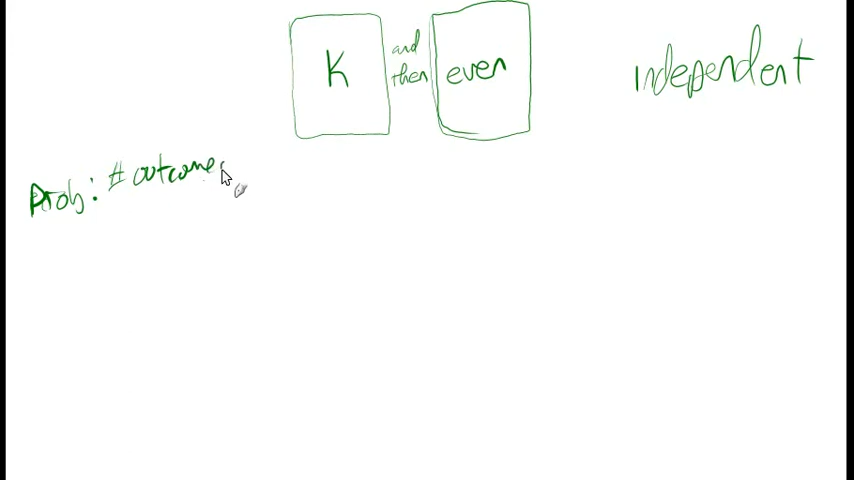 K and then even
independent
Prob: # outcomes